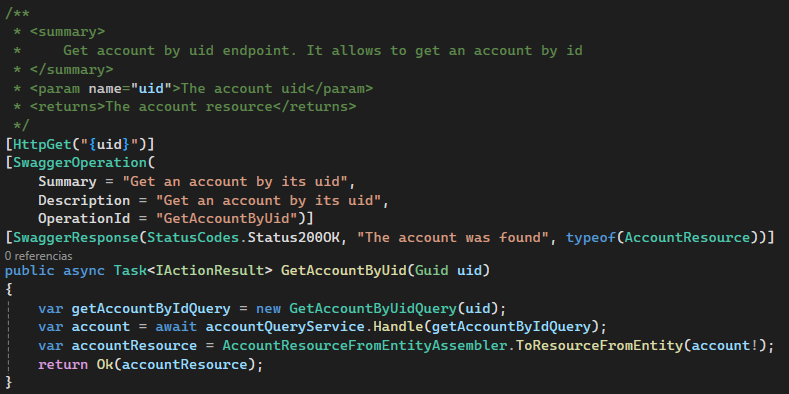 /**
 * <summary>
 *     Get account by uid endpoint. It allows to get an account by id
 * </summary>
 * <param name="uid">The account uid</param>
 * <returns>The account resource</returns>
 */
[HttpGet("{uid}")]
[SwaggerOperation(
    Summary = "Get an account by its uid",
    Description = "Get an account by its uid",
    OperationId = "GetAccountByUid")]
[SwaggerResponse(StatusCodes.Status200OK, "The account was found", typeof(AccountResource))]
0 referencias
public async Task<IActionResult> GetAccountByUid(Guid uid)
{
    var getAccountByIdQuery = new GetAccountByUidQuery(uid);
    var account = await accountQueryService.Handle(getAccountByIdQuery);
    var accountResource = AccountResourceFromEntityAssembler.ToResourceFromEntity(account!);
    return Ok(accountResource);
}